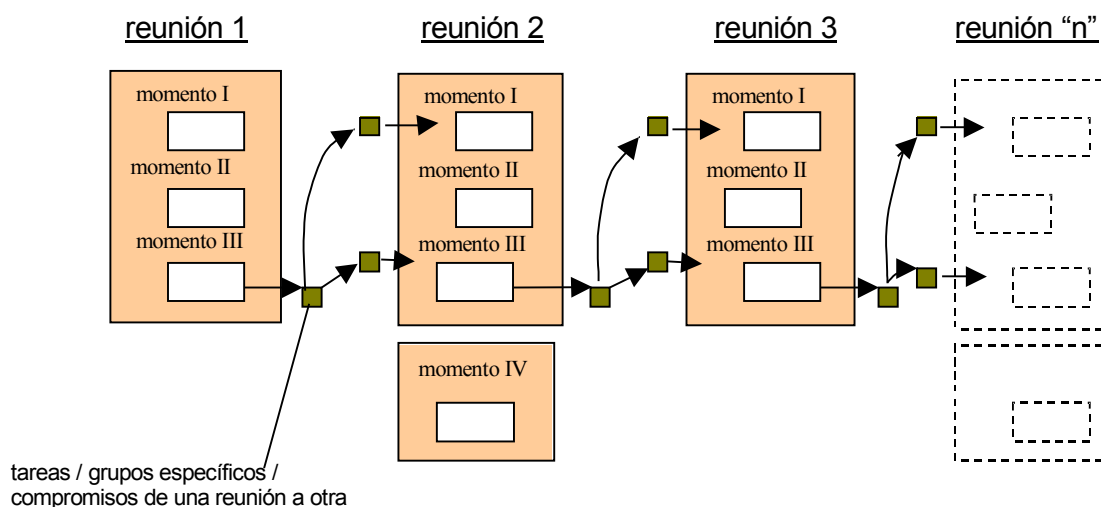 reunión 1
reunión 2
reunión 3
reunión “n”
momento I
momento II
momento III
momento I
momento II
momento III
momento IV
momento I
momento II
momento III
tareas / grupos específicos /
compromisos de una reunión a otra